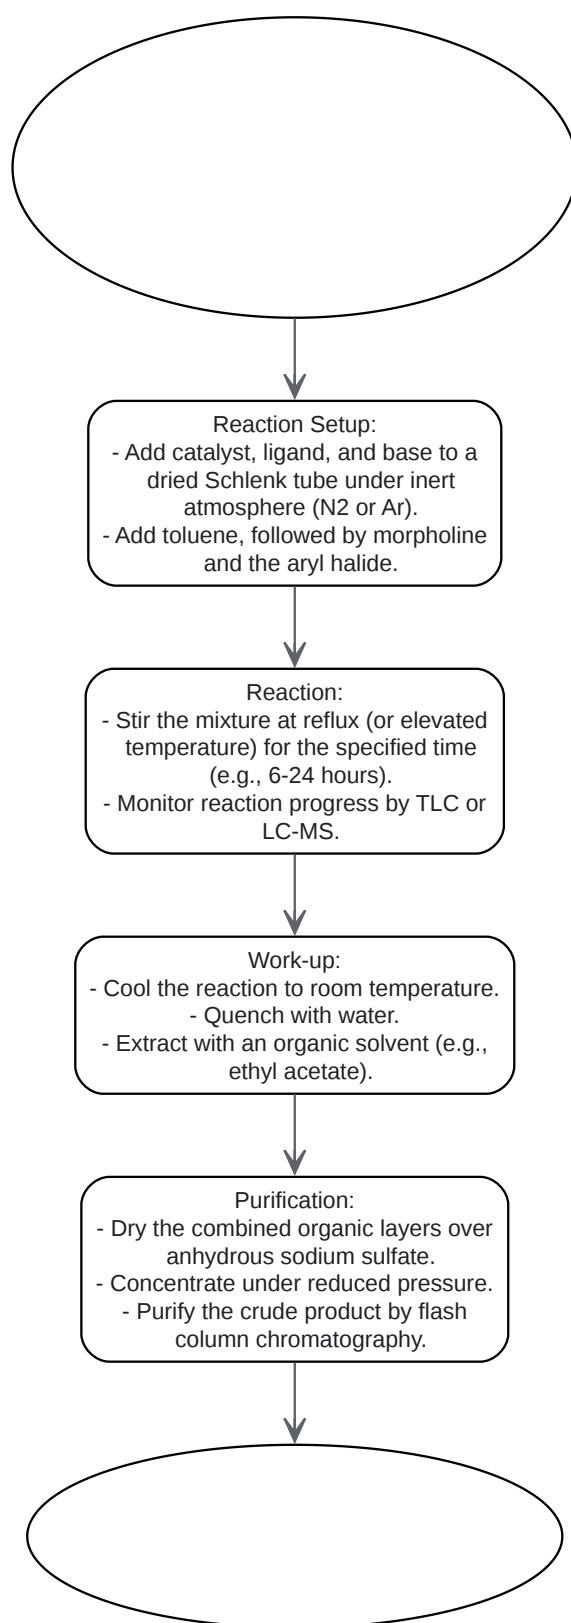 Reaction Setup:
- Add catalyst, ligand, and base to a
dried Schlenk tube under inert
atmosphere (N2 or Ar).
- Add toluene, followed by morpholine
and the aryl halide.
Reaction:
- Stir the mixture at reflux (or elevated
temperature) for the specified time
(e.g., 6-24 hours).
- Monitor reaction progress by TLC or
LC-MS.
Work-up:
- Cool the reaction to room temperature.
- Quench with water.
- Extract with an organic solvent (e.g.,
ethyl acetate).
Purification:
- Dry the combined organic layers over
anhydrous sodium sulfate.
- Concentrate under reduced pressure.
- Purify the crude product by flash
column chromatography.